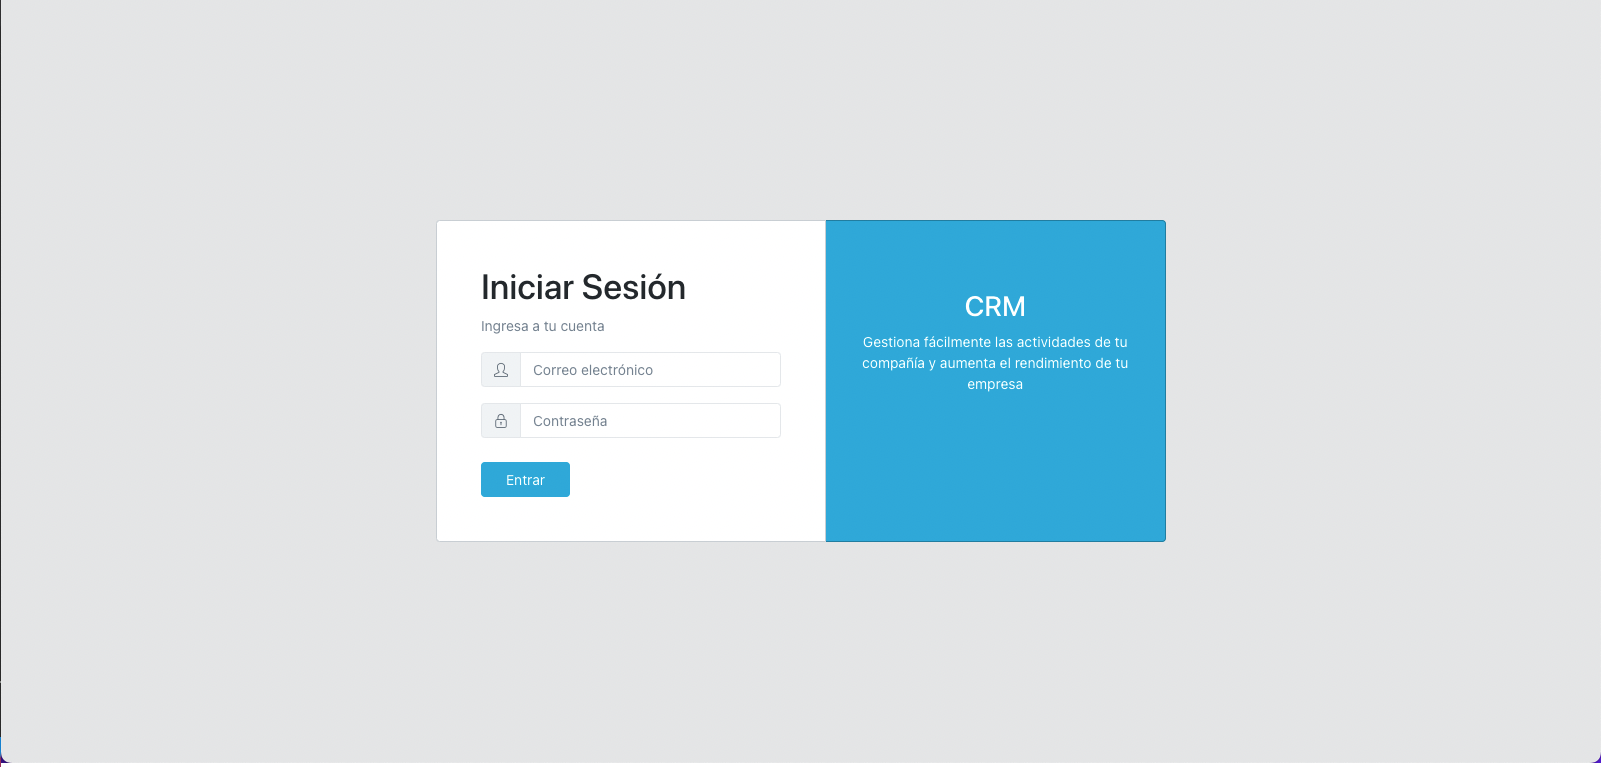 Iniciar Sesión
Ingresa a tu cuenta
Correo electrónico
Contraseña
Entrar
CRM
Gestiona fácilmente las actividades de tu
compañía y aumenta el rendimiento de tu
empresa